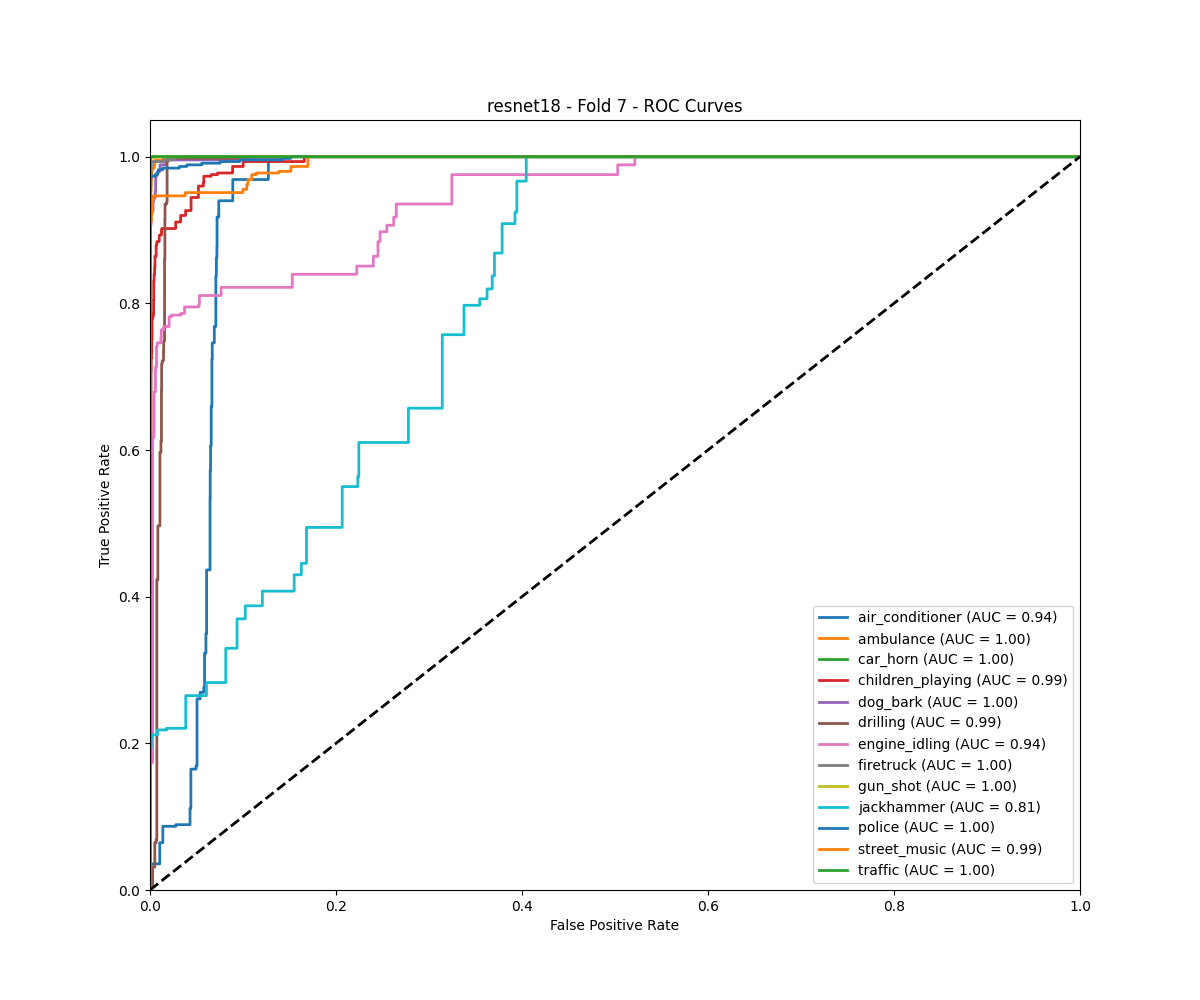 resnet18 - Fold 7 - ROC Curves
1.0
0.8
0.6
0.4
0.2
0.0
True Positive Rate
air_conditioner (AUC = 0.94)
ambulance (AUC = 1.00)
car_horn (AUC = 1.00)
children_playing (AUC = 0.99)
dog_bark (AUC = 1.00)
drilling (AUC = 0.99)
engine_idling (AUC = 0.94)
firetruck (AUC = 1.00)
gun_shot (AUC = 1.00)
jackhammer (AUC = 0.81)
police (AUC = 1.00)
street_music (AUC = 0.99)
traffic (AUC = 1.00)
0.0 0.2 0.4 0.6 0.8 1.0
False Positive Rate